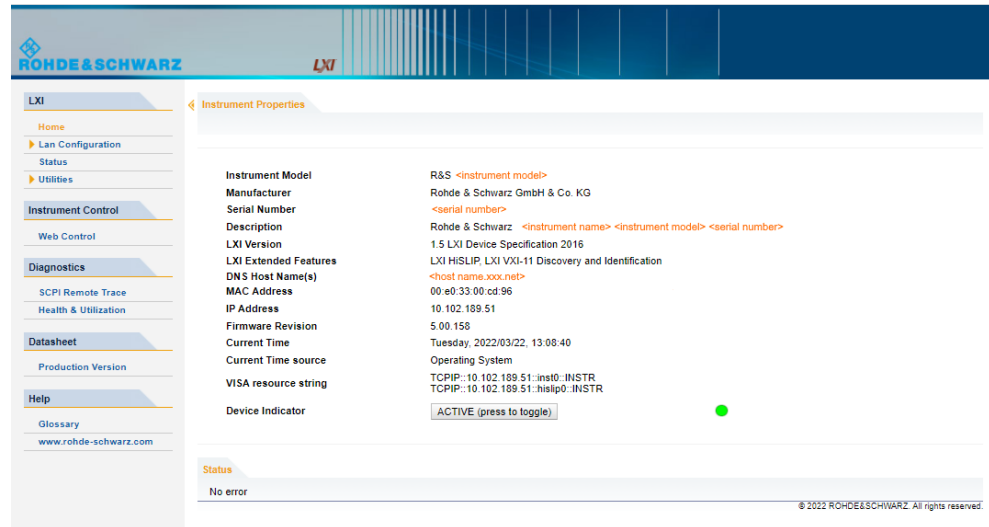 ROHDE&SCHWARZ
LXI
LXI
Home
Lan Configuration
Status
Utilities
Instrument Control
Web Control
Diagnostics
SCPI Remote Trace
Health & Utilization
Datasheet
Production Version
Help
Glossary
www.rohde-schwarz.com
Instrument Properties
Instrument Model R&S <instrument model>
Manufacturer Rohde & Schwarz GmbH & Co. KG
Serial Number <serial number>
Description Rohde & Schwarz <instrument name> <instrument model> <serial number>
LXI Version 1.5 LXI Device Specification 2016
LXI Extended Features LXI HiSLIP, LXI VXI-11 Discovery and Identification
DNS Host Name(s) <host name.xxx.net>
MAC Address 00:e0:33:00:cd:96
IP Address 10.102.189.51
Firmware Revision 5.00.158
Current Time Tuesday, 2022/03/22, 13:08:40
Current Time source Operating System
VISA resource string TCPIP::10.102.189.51::inst0::INSTR
TCPIP::10.102.189.51::hislip0::INSTR
Device Indicator ACTIVE (press to toggle)
Status
No error
© 2022 ROHDE&SCHWARZ. All rights reserved.